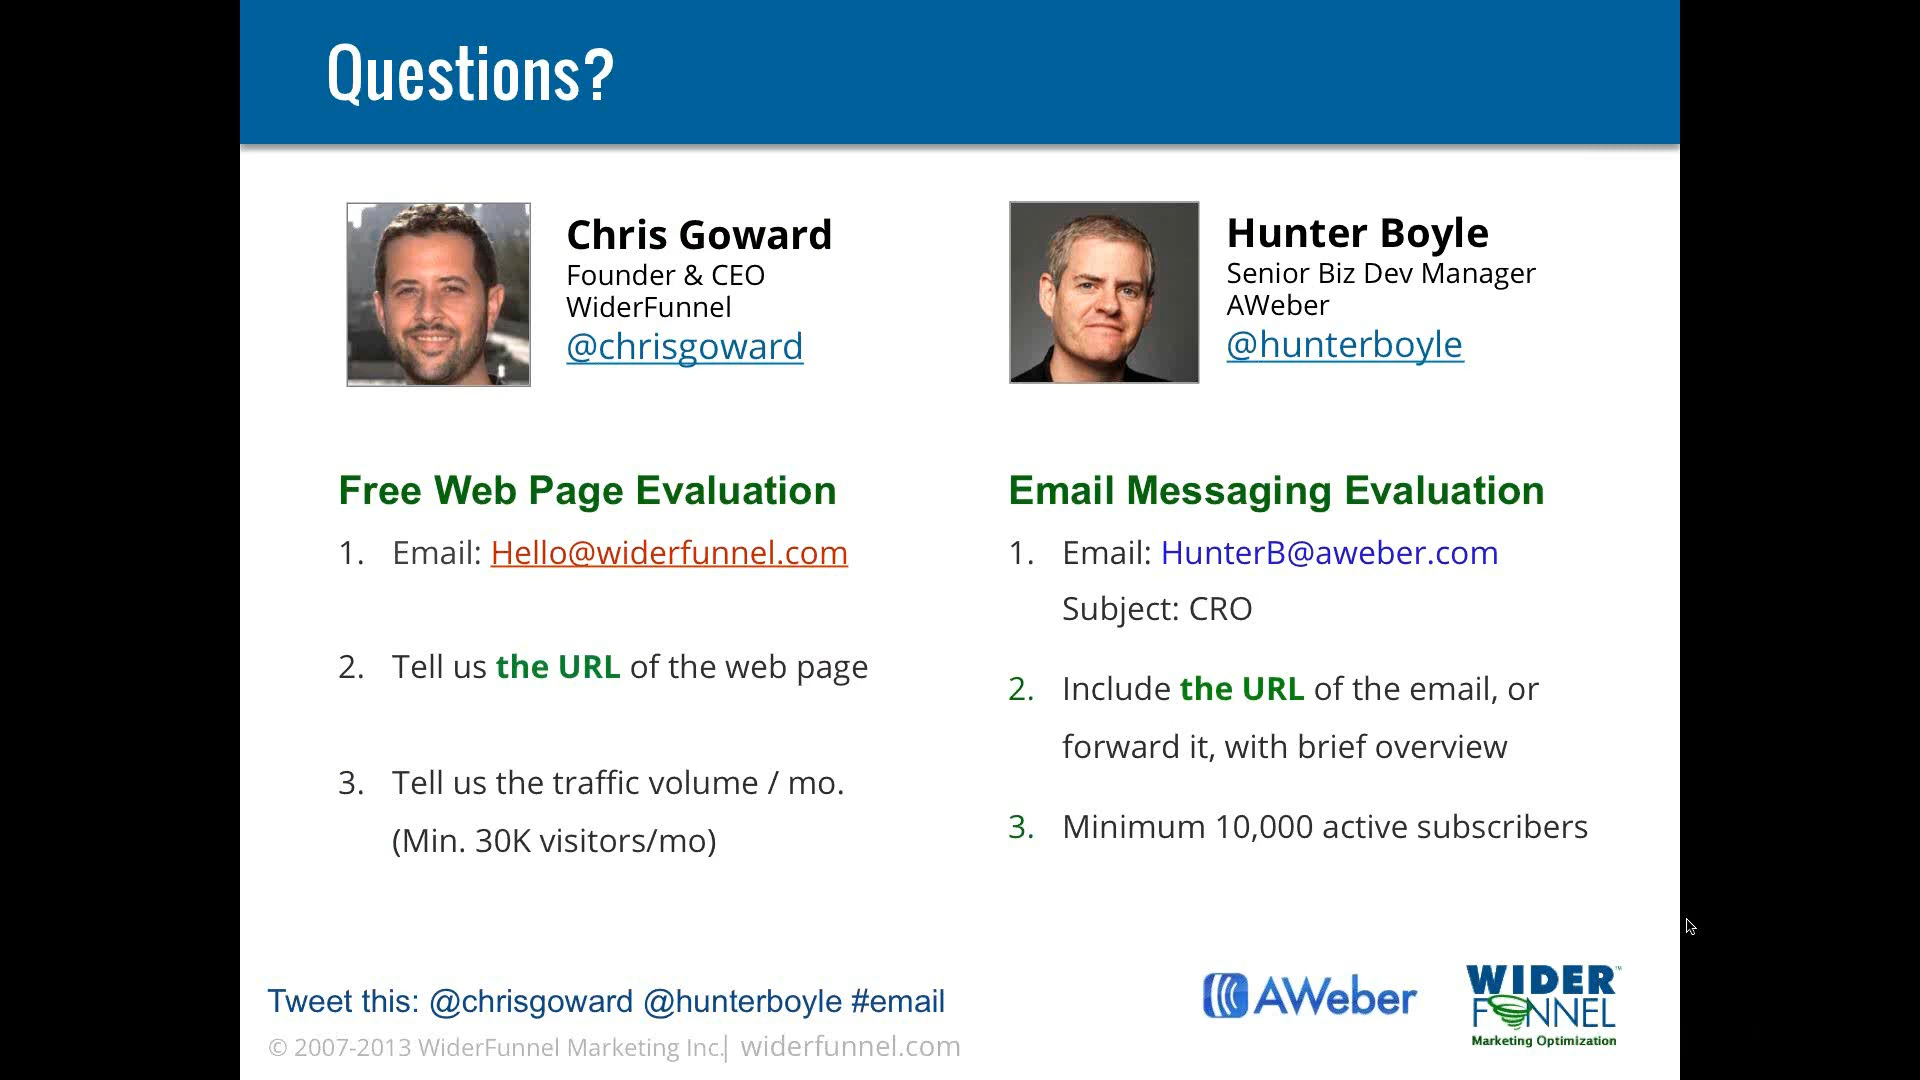 Questions?
Chris Goward
Founder & CEO
WiderFunnel
@chrisgoward
Hunter Boyle
Senior Biz Dev Manager
AWeber
@hunterboyle
Free Web Page Evaluation
1. Email: Hello@widerfunnel.com
2. Tell us the URL of the web page
3. Tell us the traffic volume / mo.
(Min. 30K visitors/mo)
Email Messaging Evaluation
1. Email: HunterB@aweber.com
Subject: CRO
2. Include the URL of the email, or
forward it, with brief overview
3. Minimum 10,000 active subscribers
Tweet this: @chrisgoward @hunterboyle #email
© 2007-2013 WiderFunnel Marketing Inc.| widerfunnel.com
AWeber
WIDER™
FUNNEL
Marketing Optimization